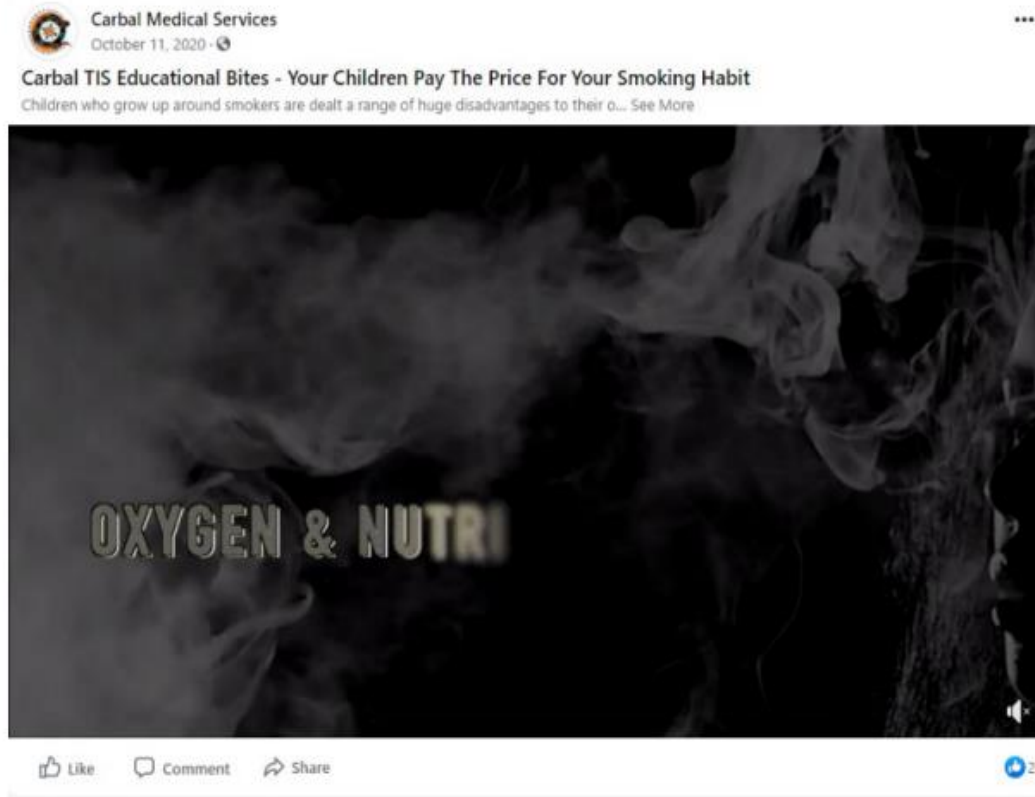 Carbal Medical Services
October 11, 2020 ·
Carbal TIS Educational Bites - Your Children Pay The Price For Your Smoking Habit
Children who grow up around smokers are dealt a range of huge disadvantages to their o... See More
OXYGEN & NUTRI
Like Comment Share 2